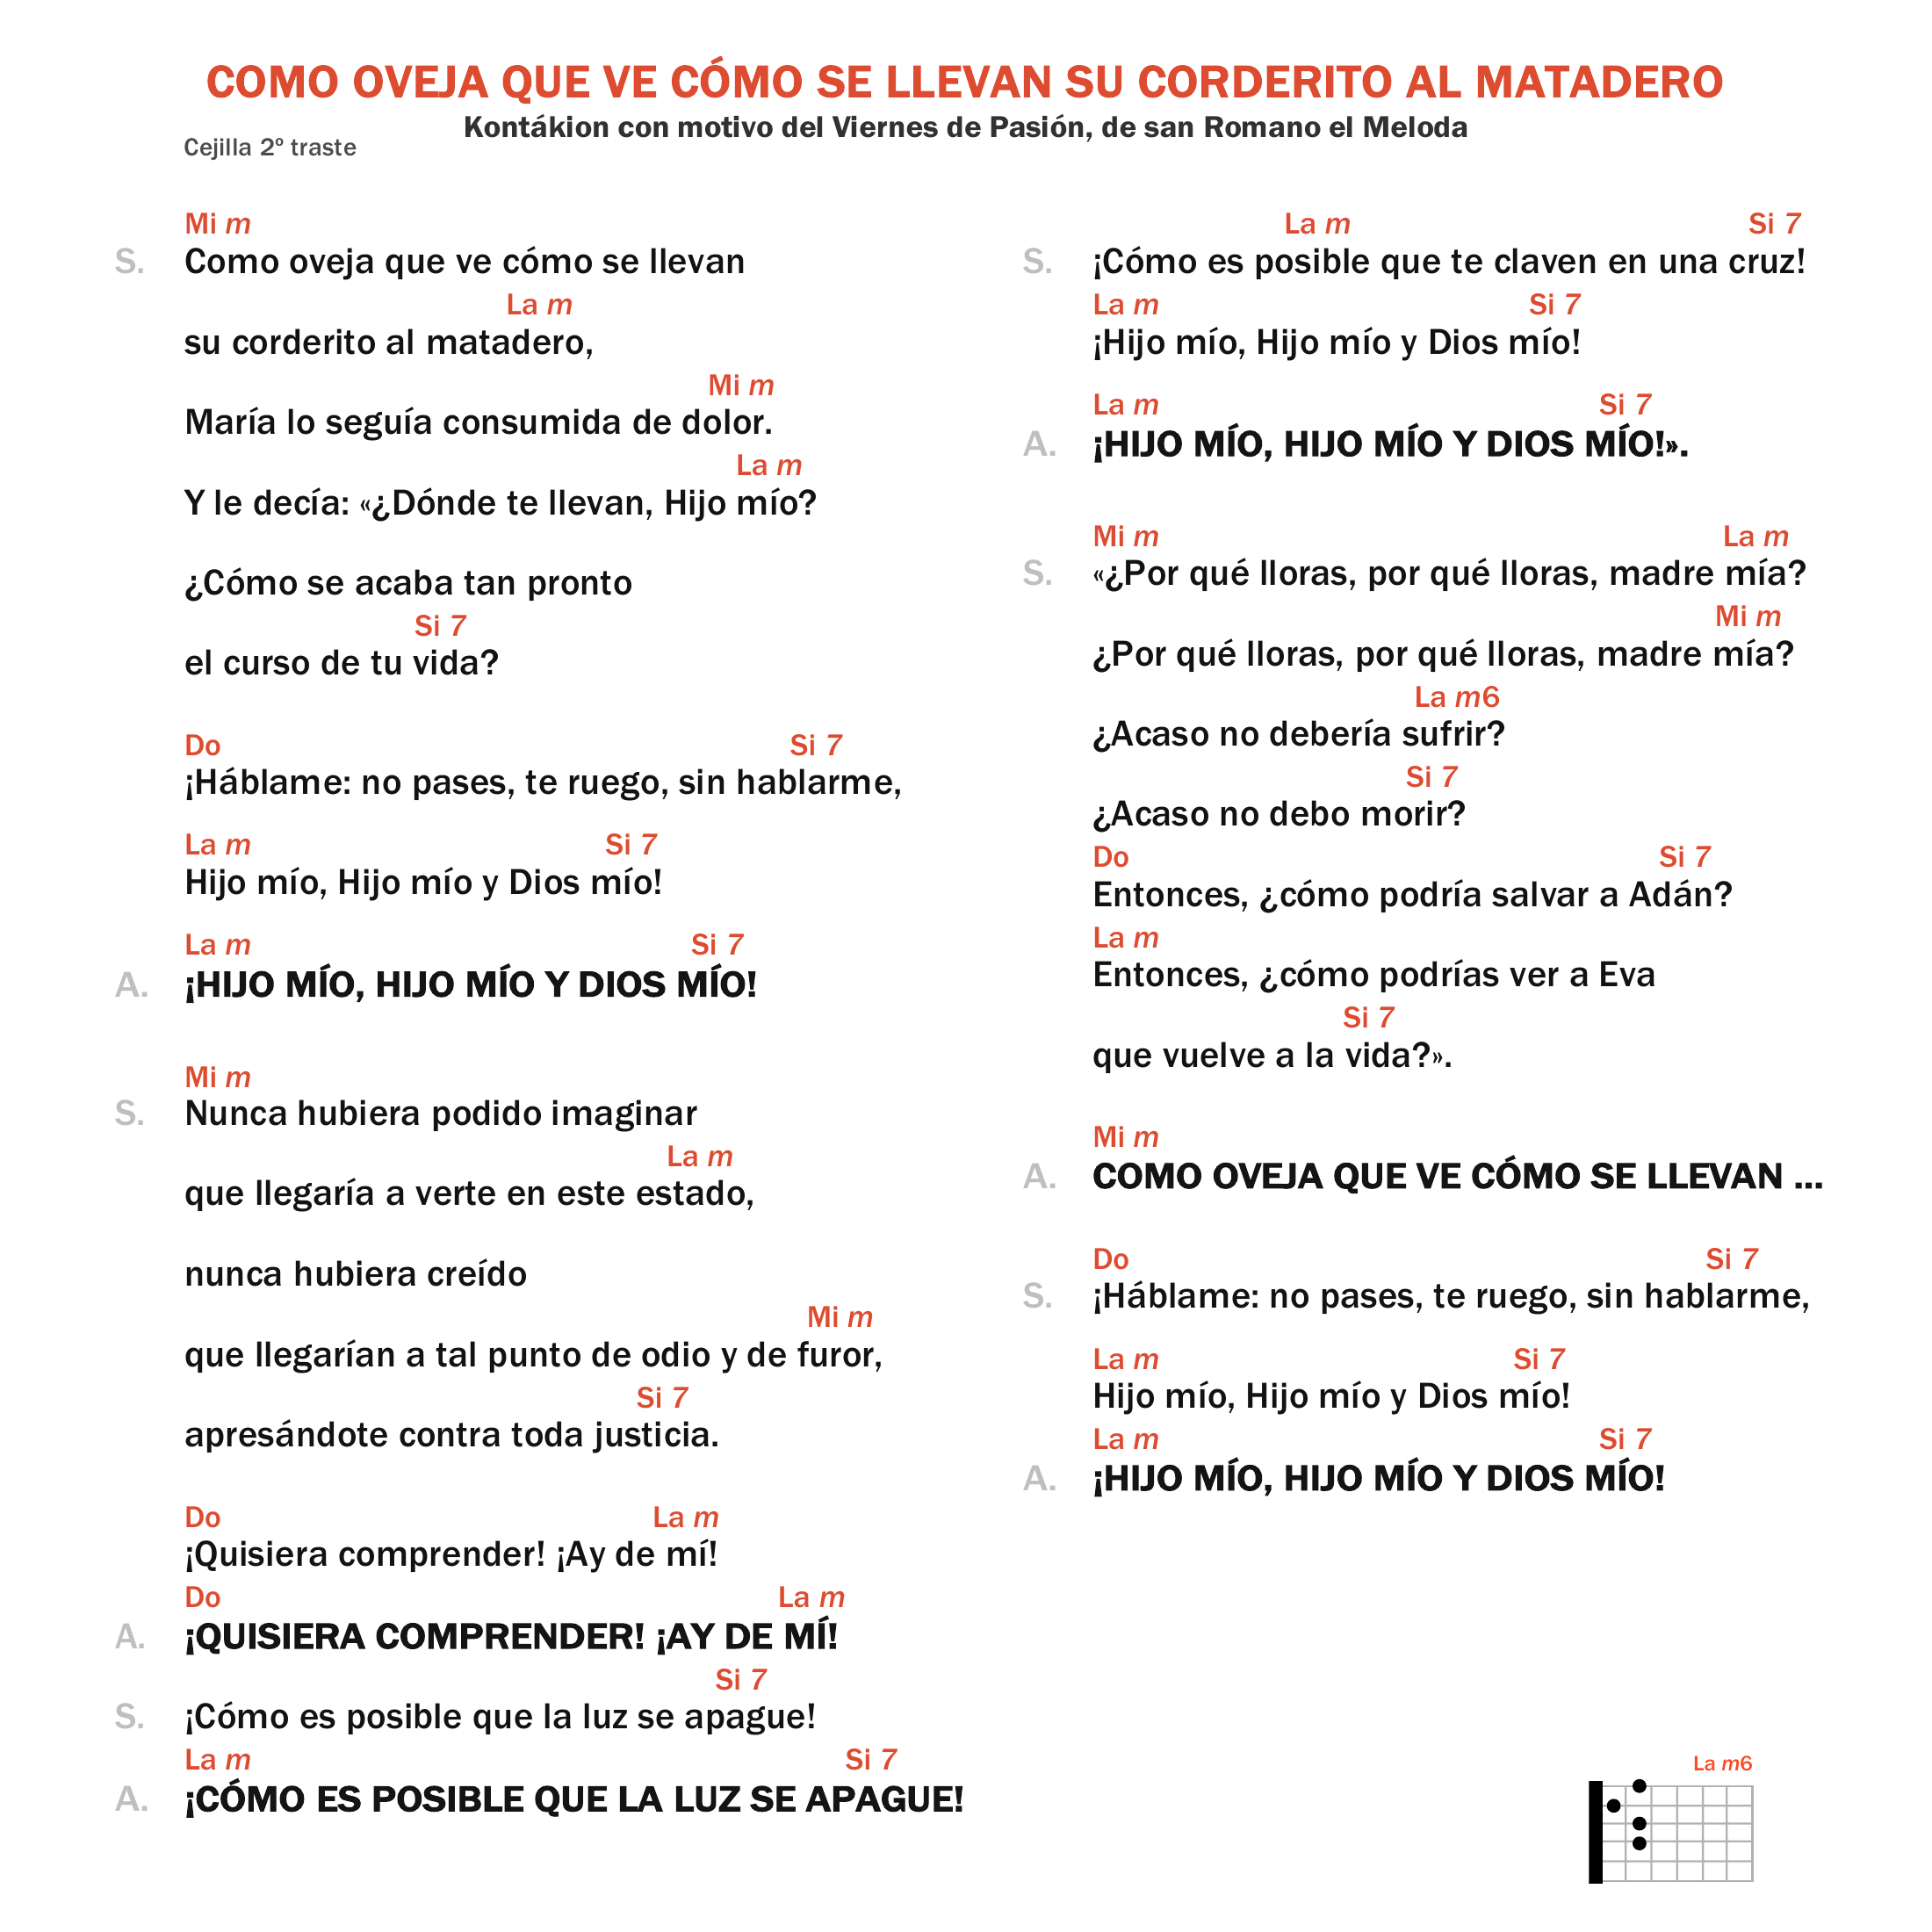 COMO OVEJA QUE VE CÓMO SE LLEVAN SU CORDERITO AL MATADERO
Kontákion con motivo del Viernes de Pasión, de san Romano el Meloda
Cejilla 2º traste
Mi m
S. Como oveja que ve cómo se llevan
La m
su corderito al matadero,
Mi m
María lo seguía consumida de dolor.
La m
Y le decía: «¿Dónde te llevan, Hijo mío?
¿Cómo se acaba tan pronto
Si 7
el curso de tu vida?
Do Si 7
¡Háblame: no pases, te ruego, sin hablarme,
La m Si 7
Hijo mío, Hijo mío y Dios mío!
La m Si 7
A. ¡HIJO MÍO, HIJO MÍO Y DIOS MÍO!
Mi m
S. Nunca hubiera podido imaginar
La m
que llegaría a verte en este estado,
nunca hubiera creído
Mi m
que llegarían a tal punto de odio y de furor,
Si 7
apresándote contra toda justicia.
Do La m
¡Quisiera comprender! ¡Ay de mí!
Do La m
A. ¡QUISIERA COMPRENDER! ¡AY DE MÍ!
Si 7
S. ¡Cómo es posible que la luz se apague!
La m Si 7
A. ¡CÓMO ES POSIBLE QUE LA LUZ SE APAGUE!
La m Si 7
S. ¡Cómo es posible que te claven en una cruz!
La m Si 7
¡Hijo mío, Hijo mío y Dios mío!
La m Si 7
A. ¡HIJO MÍO, HIJO MÍO Y DIOS MÍO!».
Mi m La m
S. «¿Por qué lloras, por qué lloras, madre mía?
Mi m
¿Por qué lloras, por qué lloras, madre mía?
La m6
¿Acaso no debería sufrir?
Si 7
¿Acaso no debo morir?
Do Si 7
Entonces, ¿cómo podría salvar a Adán?
La m
Entonces, ¿cómo podrías ver a Eva
Si 7
que vuelve a la vida?».
Mi m
A. COMO OVEJA QUE VE CÓMO SE LLEVAN ...
Do Si 7
S. ¡Háblame: no pases, te ruego, sin hablarme,
La m Si 7
Hijo mío, Hijo mío y Dios mío!
La m Si 7
A. ¡HIJO MÍO, HIJO MÍO Y DIOS MÍO!
La m6